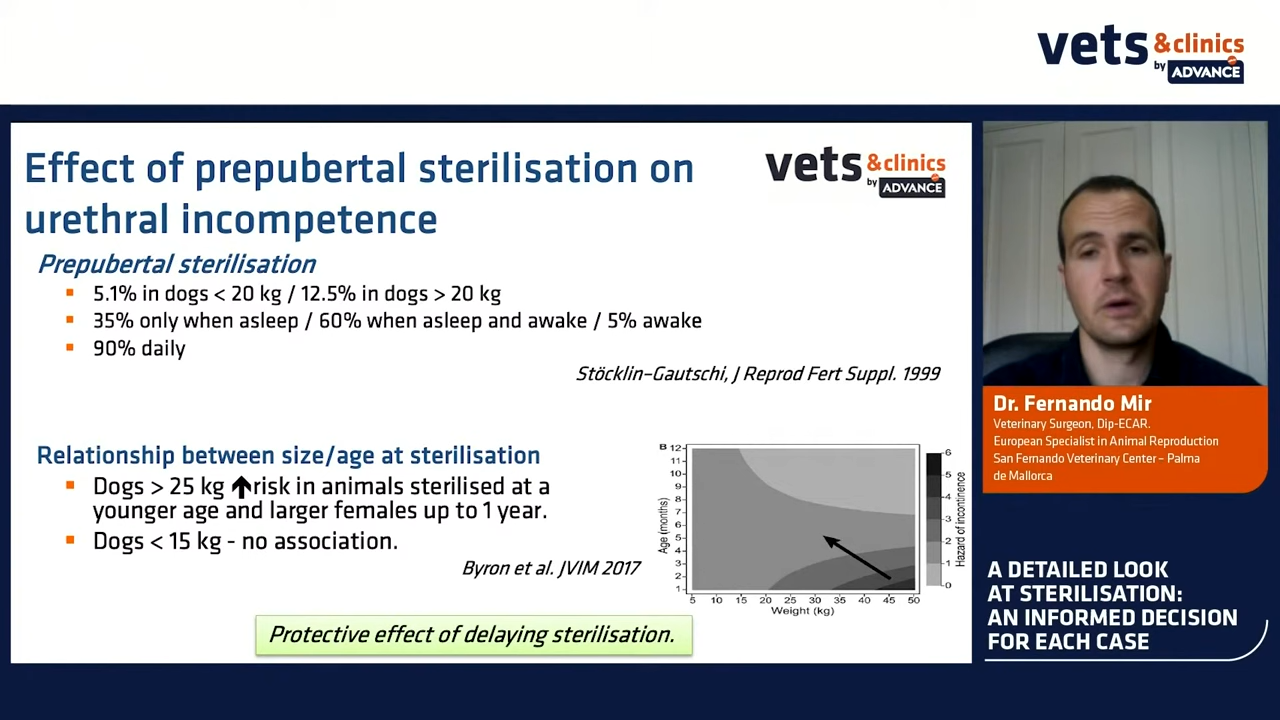 vets &clinics
by ADVANCE
Effect of prepubertal sterilisation on
urethral incompetence
vets &clinics
by ADVANCE
Prepubertal sterilisation
▪ 5.1% in dogs < 20 kg / 12.5% in dogs > 20 kg
▪ 35% only when asleep / 60% when asleep and awake / 5% awake
▪ 90% daily
Stöcklin-Gautschi, J Reprod Fert Suppl. 1999
Relationship between size/age at sterilisation
▪ Dogs > 25 kg ↑risk in animals sterilised at a
younger age and larger females up to 1 year.
▪ Dogs < 15 kg - no association.
Byron et al. JVIM 2017
B
12
11
10
9
8
7
6
5
4
3
2
1
Age (months)
5 10 15 20 25 30 35 40 45 50
Weight (kg)
6
5
4
3
2
1
0
Hazard of incontinence
Protective effect of delaying sterilisation.
Dr. Fernando Mir
Veterinary Surgeon, Dip-ECAR.
European Specialist in Animal Reproduction
San Fernando Veterinary Center – Palma
de Mallorca
A DETAILED LOOK
AT STERILISATION:
AN INFORMED DECISION
FOR EACH CASE